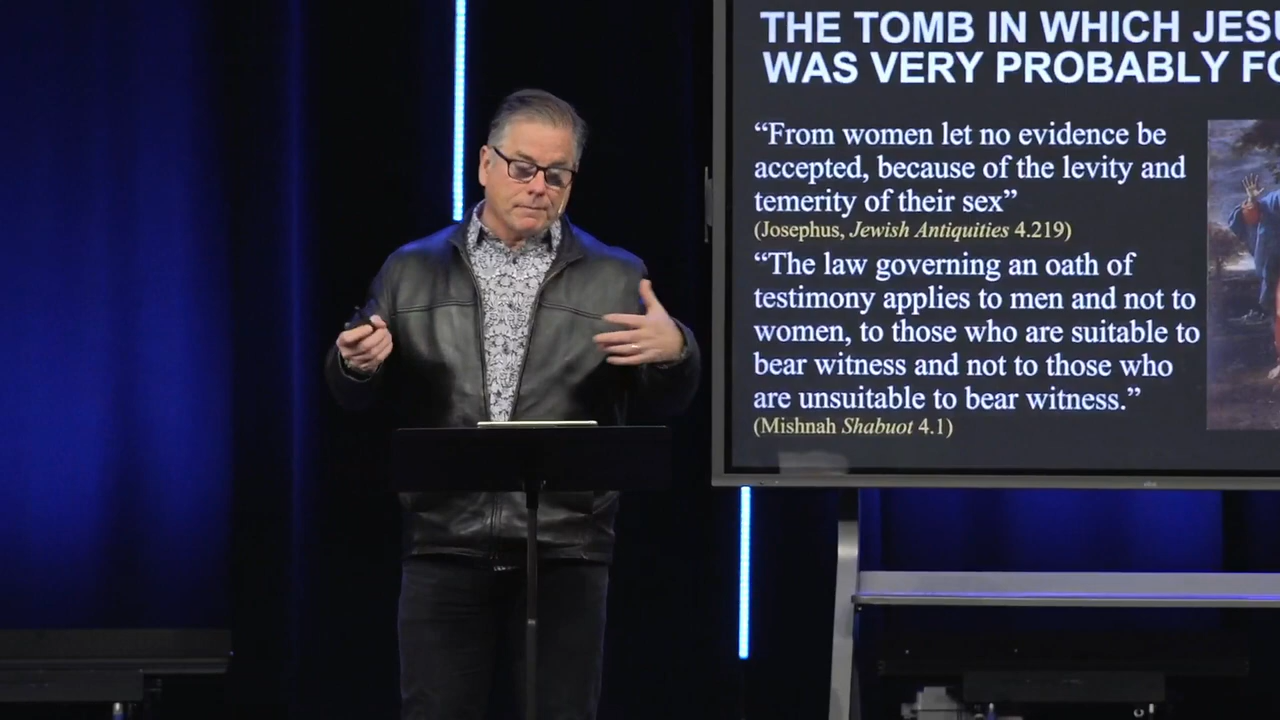 THE TOMB IN WHICH JESU
WAS VERY PROBABLY FO
“From women let no evidence be
accepted, because of the levity and
temerity of their sex”
(Josephus, Jewish Antiquities 4.219)
“The law governing an oath of
testimony applies to men and not to
women, to those who are suitable to
bear witness and not to those who
are unsuitable to bear witness.”
(Mishnah Shabuot 4.1)